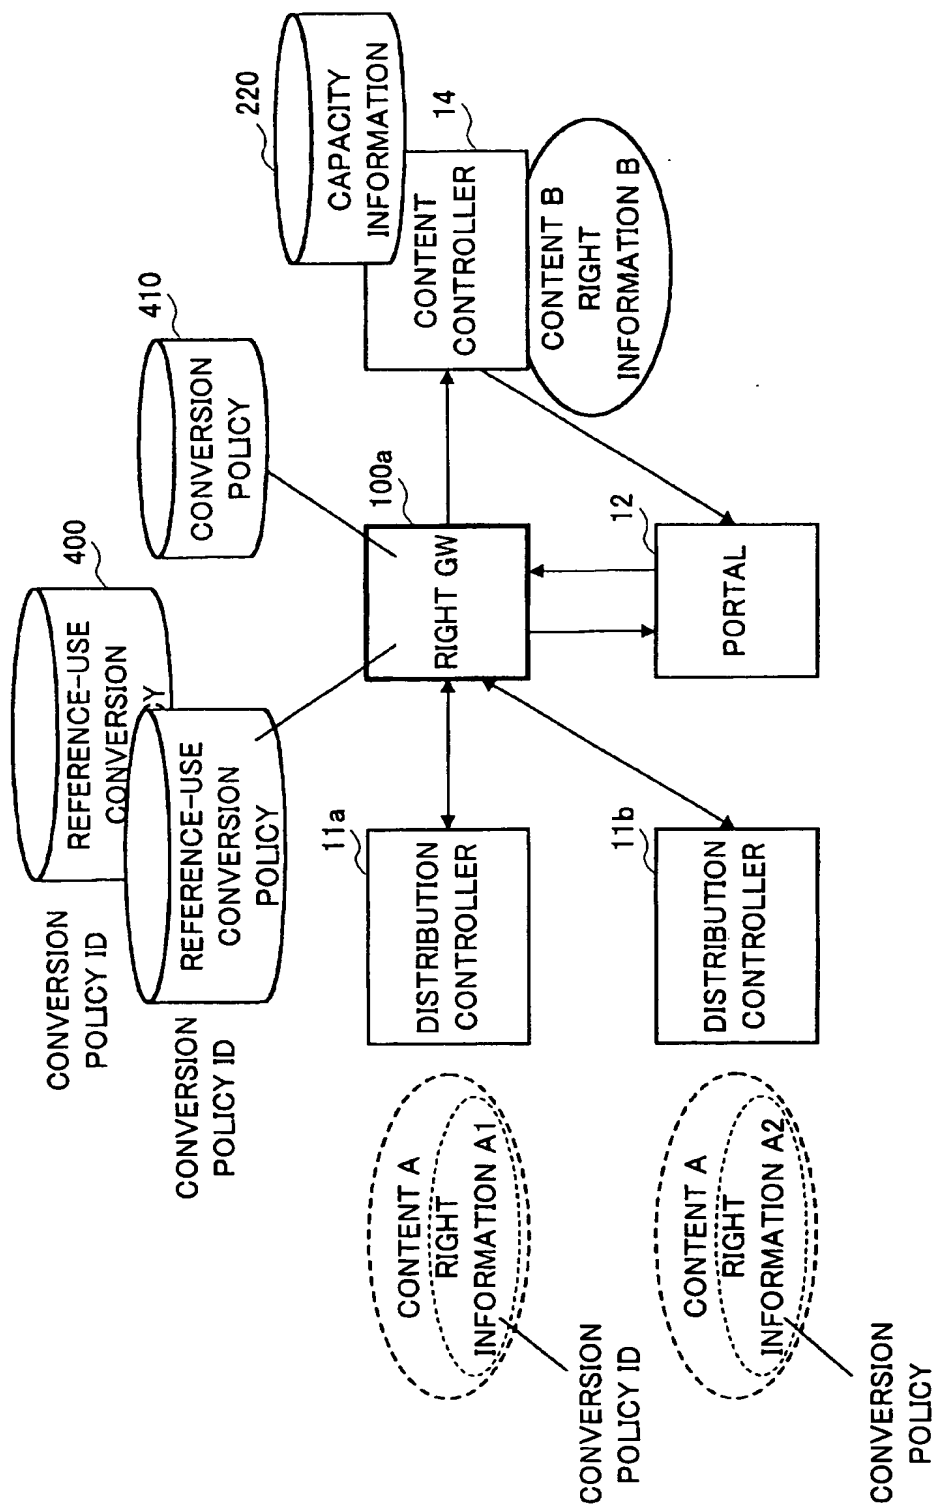 CONVERSION
POLICY ID
REFERENCE-USE
CONVERSION
CY
400
CONVERSION
POLICY ID
REFERENCE-USE
CONVERSION
POLICY
CONVERSION
POLICY
410
CAPACITY
INFORMATION
220
CONTENT A
RIGHT
INFORMATION A1
CONVERSION
POLICY ID
DISTRIBUTION
CONTROLLER
11a
RIGHT GW
100a
CONTENT
CONTROLLER
14
CONTENT B
RIGHT
INFORMATION B
CONTENT A
RIGHT
INFORMATION A2
CONVERSION
POLICY
DISTRIBUTION
CONTROLLER
11b
PORTAL
12